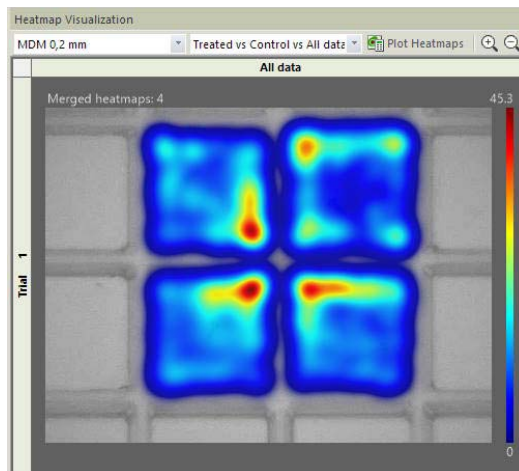 Heatmap Visualization
MDM 0,2 mm
Treated vs Control vs All data
Plot Heatmaps
All data
Merged heatmaps: 4
45.3
Trial 1
0